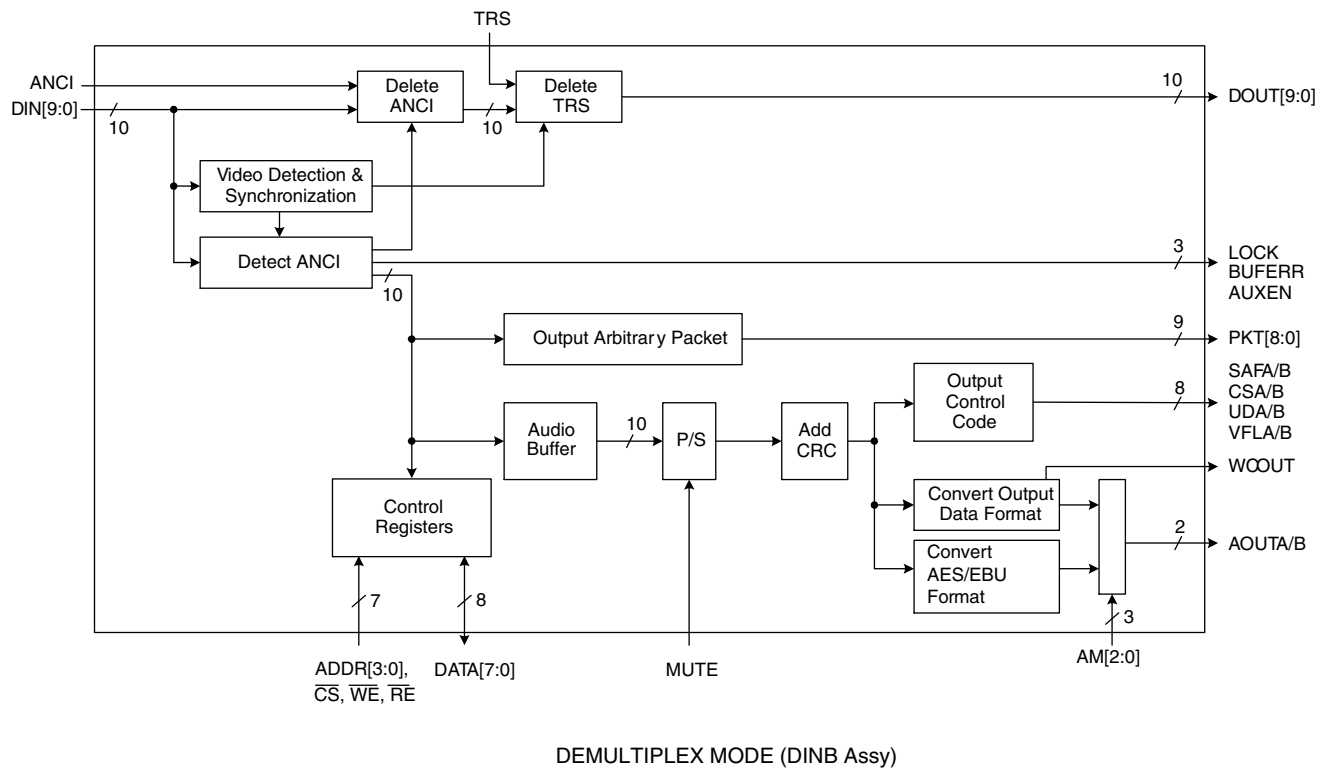 TRS
ANCI
DIN[9:0]
10
Delete
ANCI
10
Delete
TRS
10
DOUT[9:0]
Video Detection &
Synchronization
Detect ANCI
10
3
LOCK
BUFERR
AUXEN
Output Arbitrary Packet
9
PKT[8:0]
Audio
Buffer
10
P/S
Add
CRC
Output
Control
Code
8
SAFA/B
CSA/B
UDA/B
VFLA/B
WCOUT
Control
Registers
Convert Output
Data Format
Convert
AES/EBU
Format
2
AOUTA/B
7
8
3
ADDR[3:0],
CS, WE, RE
DATA[7:0]
MUTE
AM[2:0]
DEMULTIPLEX MODE (DINB Assy)